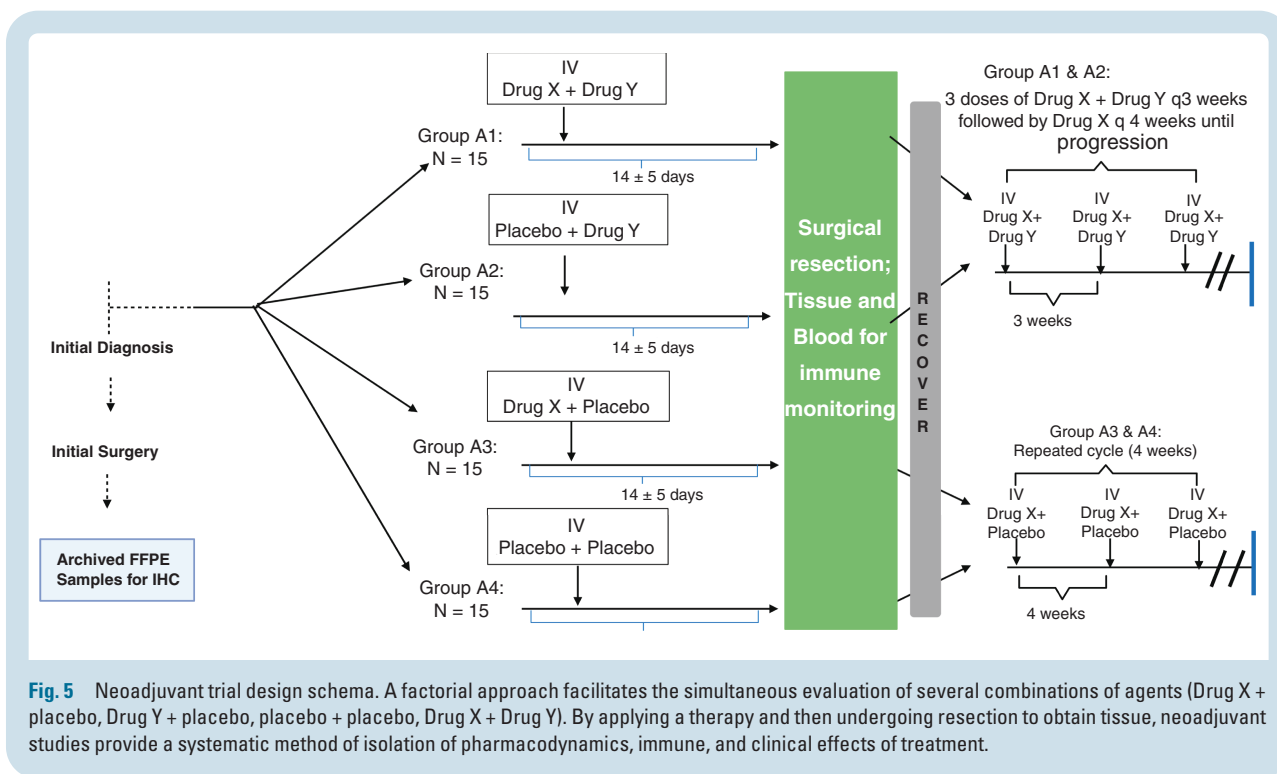 IV
Drug X + Drug Y
Group A1:
N = 15
14 ± 5 days
IV
Placebo + Drug Y
Group A2:
N = 15
14 ± 5 days
IV
Drug X + Placebo
Group A3:
N = 15
14 ± 5 days
IV
Placebo + Placebo
Group A4:
N = 15
Initial Diagnosis
Initial Surgery
Archived FFPE
Samples for IHC
Surgical
resection;
Tissue and
Blood for
immune
monitoring
R
E
C
O
V
E
R
Group A1 & A2:
3 doses of Drug X + Drug Y q3 weeks
followed by Drug X q 4 weeks until
progression
IV
Drug X+
Drug Y
IV
Drug X+
Drug Y
IV
Drug X+
Drug Y
3 weeks
Group A3 & A4:
Repeated cycle (4 weeks)
IV
Drug X+
Placebo
IV
Drug X+
Placebo
IV
Drug X+
Placebo
4 weeks
Fig. 5 Neoadjuvant trial design schema. A factorial approach facilitates the simultaneous evaluation of several combinations of agents (Drug X +
placebo, Drug Y + placebo, placebo + placebo, Drug X + Drug Y). By applying a therapy and then undergoing resection to obtain tissue, neoadjuvant
studies provide a systematic method of isolation of pharmacodynamics, immune, and clinical effects of treatment.